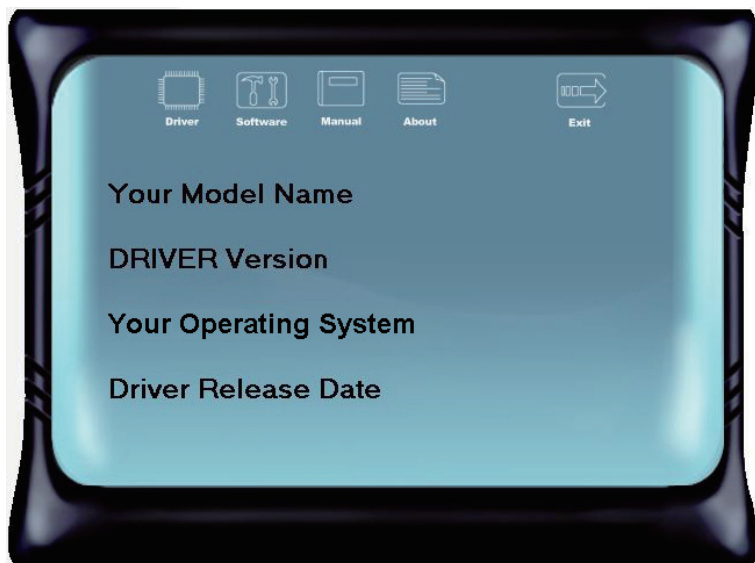 Driver Software Manual About Exit
Your Model Name
DRIVER Version
Your Operating System
Driver Release Date